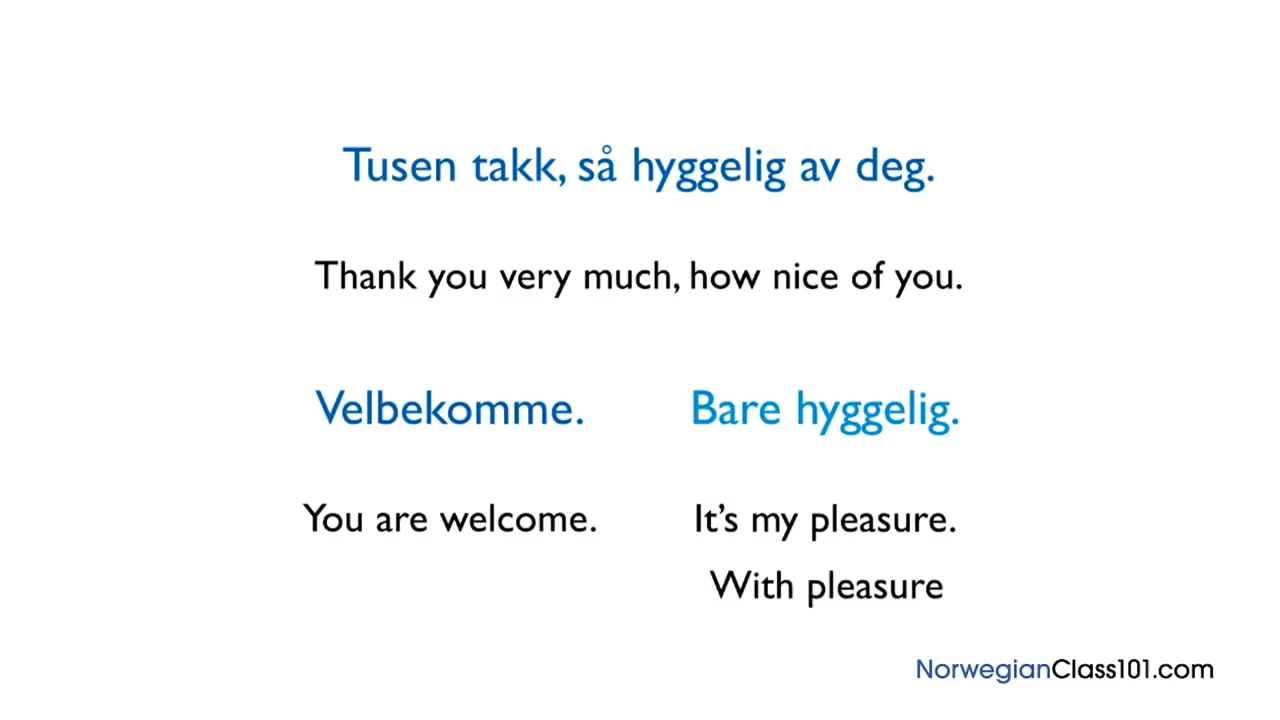 Tusen takk, så hyggelig av deg.
Thank you very much, how nice of you.
Velbekomme.
Bare hyggelig.
You are welcome.
It's my pleasure.
With pleasure
NorwegianClass101.com